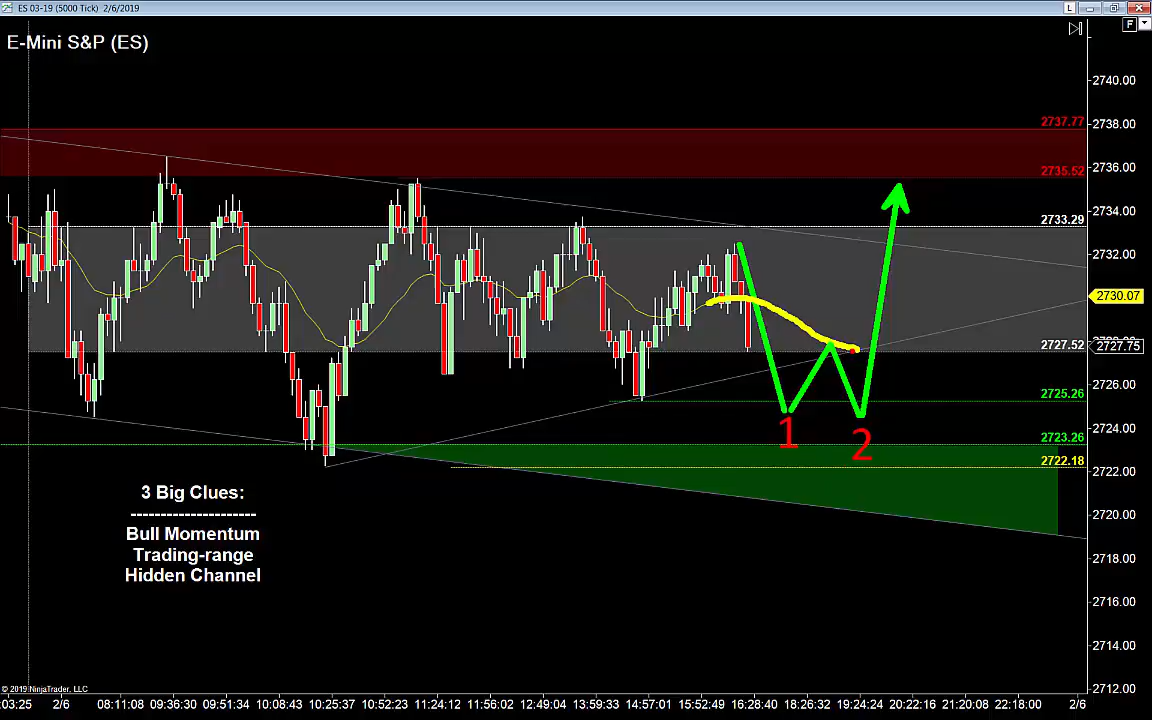 ES 03-19 (5000 Tick) 2/6/2019
L
F
E-Mini S&P (ES)
2740.00
2737.77
2738.00
2735.52
2736.00
2733.29
2734.00
2732.00
2730.07
2727.52
2727.75
2725.26
2726.00
2723.26
2724.00
2722.18
2722.00
2720.00
2718.00
2716.00
2714.00
2712.00
1
2
3 Big Clues:
---------------------
Bull Momentum
Trading-range
Hidden Channel
© 2019 NinjaTrader, LLC
:03:25 2/6 08:11:08 09:36:30 09:51:34 10:08:43 10:25:37 10:52:23 11:24:12 11:56:02 12:49:04 13:59:33 14:57:01 15:52:49 16:28:40 18:26:32 19:24:24 20:22:16 21:20:08 22:18:00 2/6